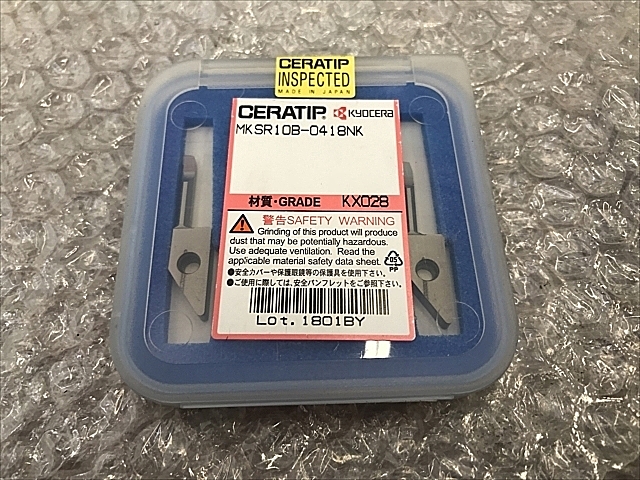 CERATIP
INSPECTED
MADE IN JAPAN
CERATIP® KYOCERA
MKSR10B-0418NK
材質・GRADE KX028
警告SAFETY WARNING
Grinding of this product will produce
dust that may be potentially hazardous.
Use adequate ventilation. Read the
applicable material safety data sheet.
05
PP
●安全カバーや保護眼鏡等の保護具を使用下さい。
●ご使用に際しては、安全パンフレットをご参照下さい。
Lot.1801BY